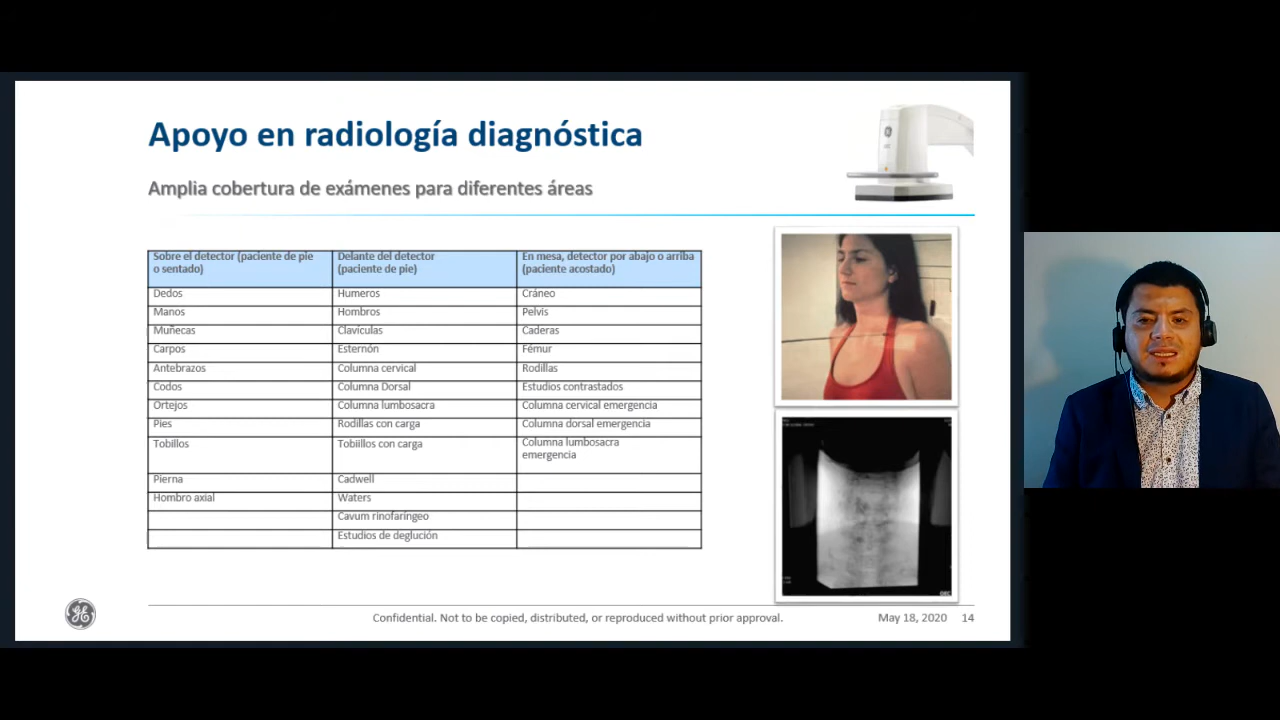 Apoyo en radiología diagnóstica
Amplia cobertura de exámenes para diferentes áreas
Sobre el detector (paciente de pie o sentado) Delante del detector (paciente de pie) En mesa, detector por abajo o arriba (paciente acostado)
Dedos Humeros Cráneo
Manos Hombros Pelvis
Muñecas Clavículas Caderas
Carpos Esternón Fémur
Antebrazos Columna cervical Rodillas
Codos Columna Dorsal Estudios contrastados
Ortejos Columna lumbosacra Columna cervical emergencia
Pies Rodillas con carga Columna dorsal emergencia
Tobillos Tobillos con carga Columna lumbosacra emergencia
Pierna Cadwell
Hombro axial Waters
Cavum rinofaríngeo
Estudios de deglución
Confidential. Not to be copied, distributed, or reproduced without prior approval.
May 18, 2020 14